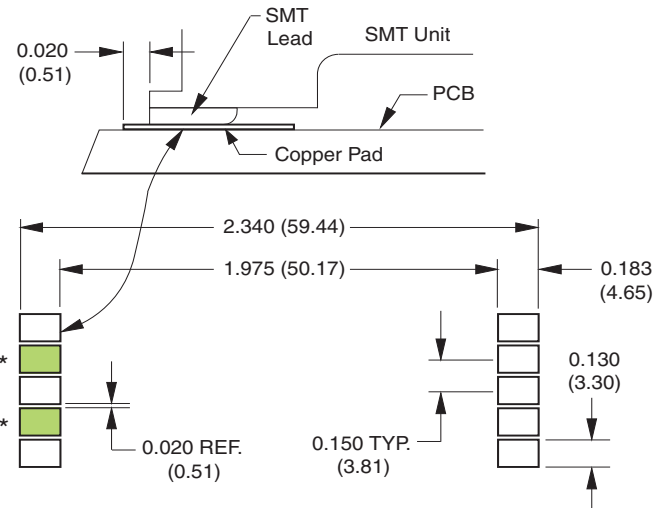 SMT
Lead
SMT Unit
0.020
(0.51)
PCB
Copper Pad
2.340 (59.44)
1.975 (50.17)
0.183
(4.65)
*
0.130
(3.30)
*
0.020 REF.
(0.51)
0.150 TYP.
(3.81)